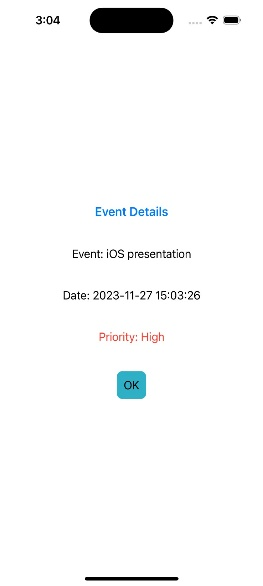 3:04
Event Details
Event: iOS presentation
Date: 2023-11-27 15:03:26
Priority: High
OK